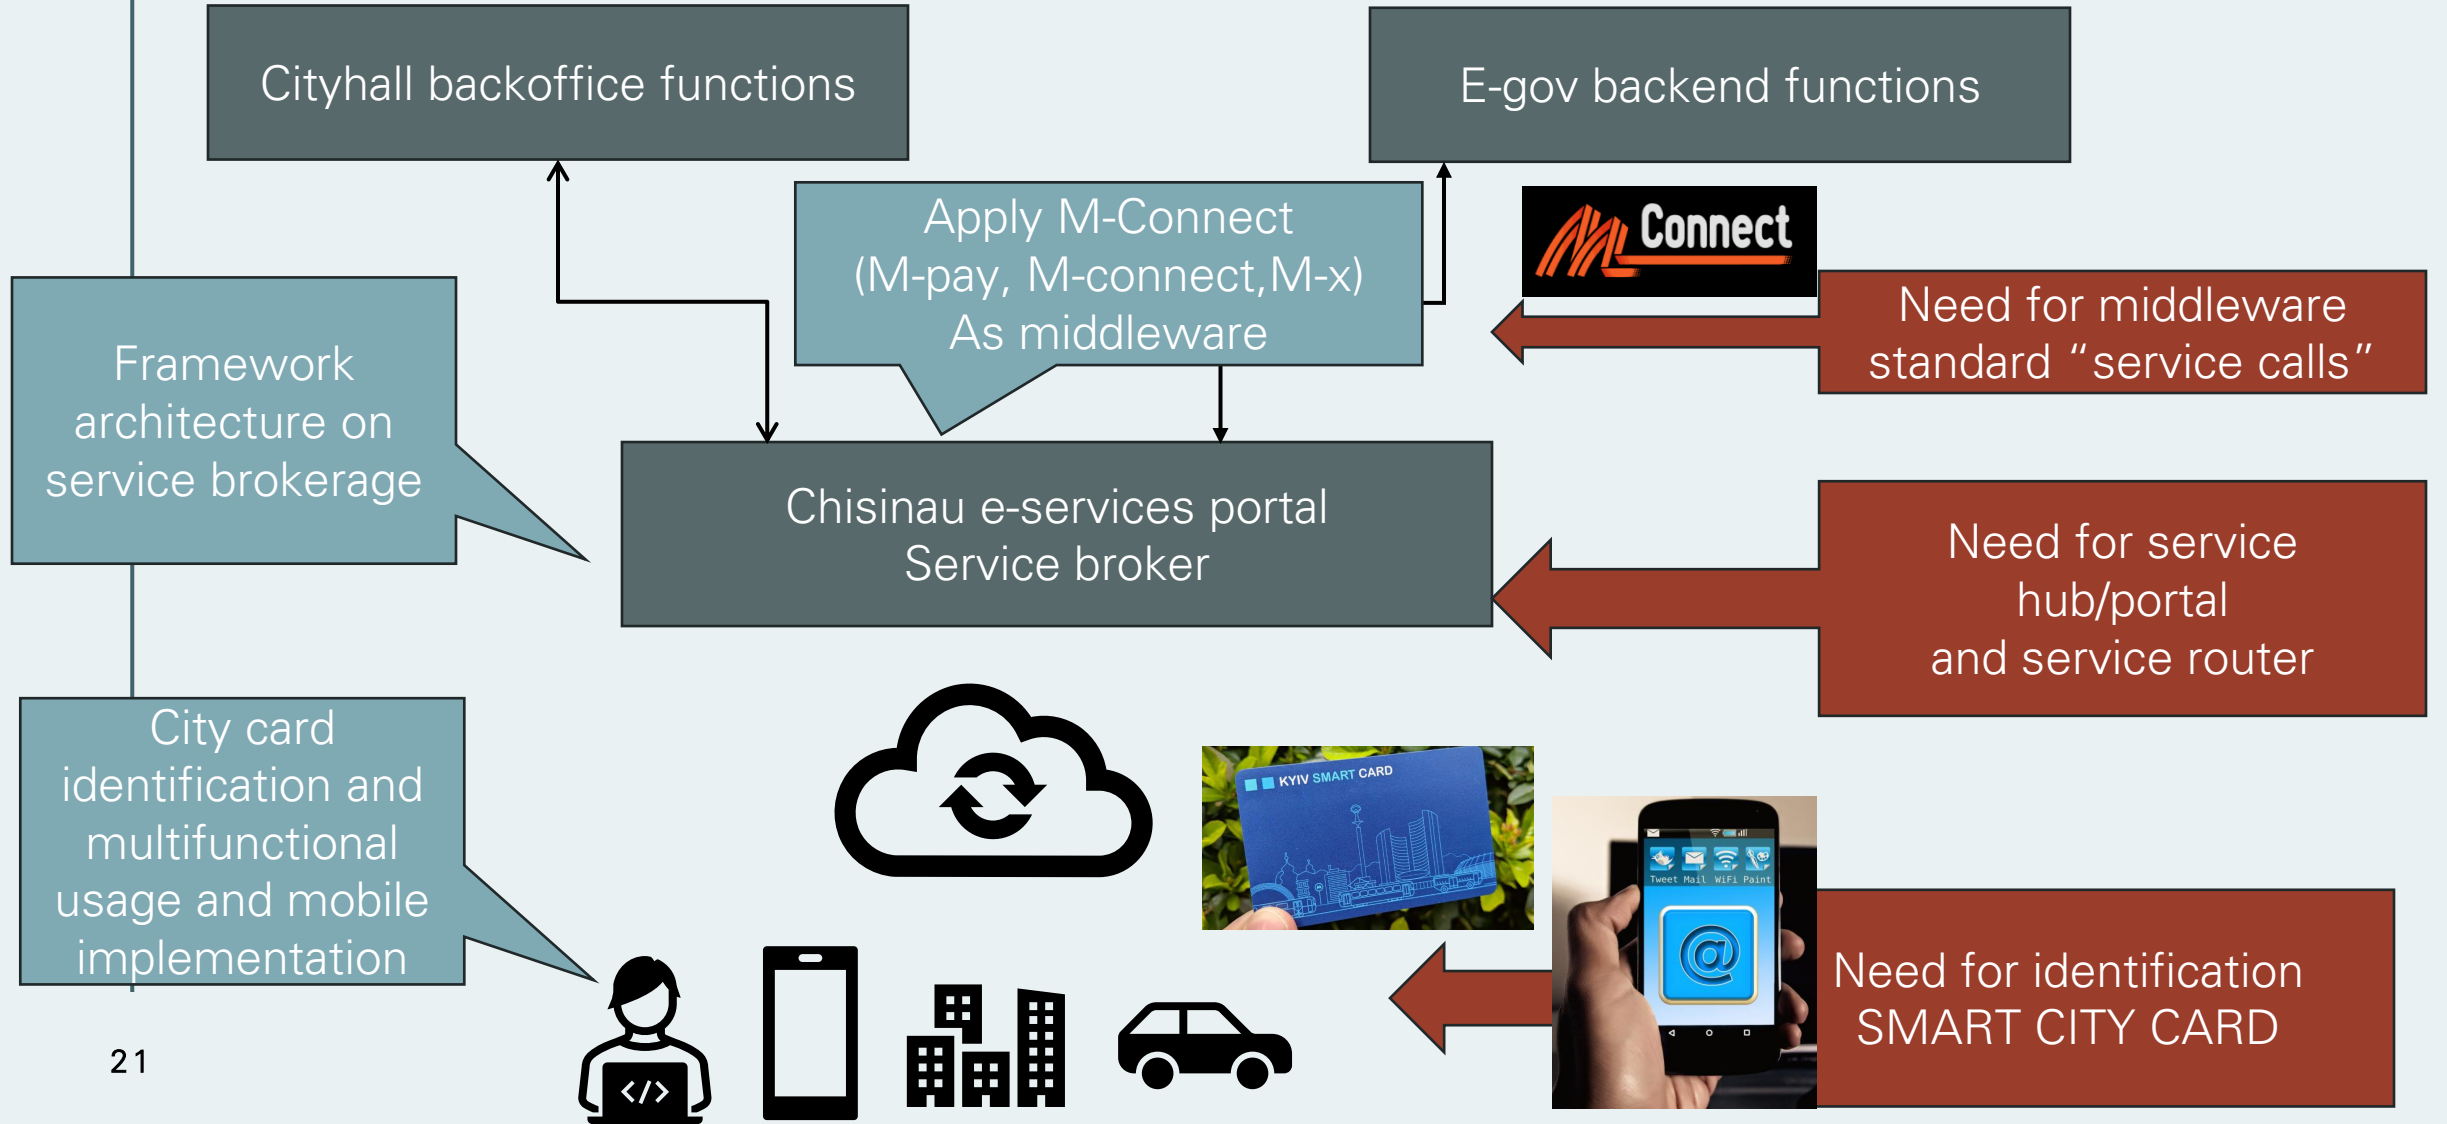 Cityhall backoffice functions
E-gov backend functions
Apply M-Connect
(M-pay, M-connect,M-x)
As middleware
M Connect
Need for middleware
standard “service calls”
Framework
architecture on
service brokerage
Chisinau e-services portal
Service broker
Need for service
hub/portal
and service router
City card
identification and
multifunctional
usage and mobile
implementation
KYIV SMART CARD
Tweet Mail WiFi Paint
@
Need for identification
SMART CITY CARD
</>
21